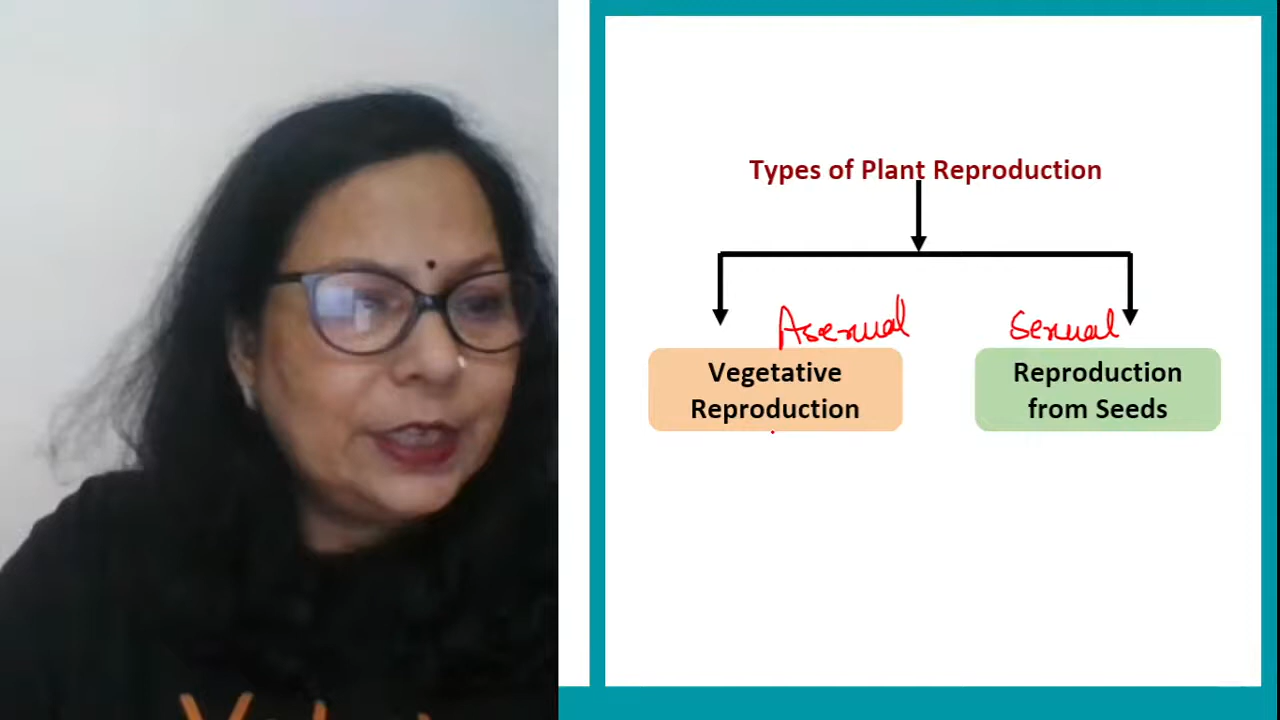 Types of Plant Reproduction
Asexual
Sexual
Vegetative
Reproduction
Reproduction
from Seeds